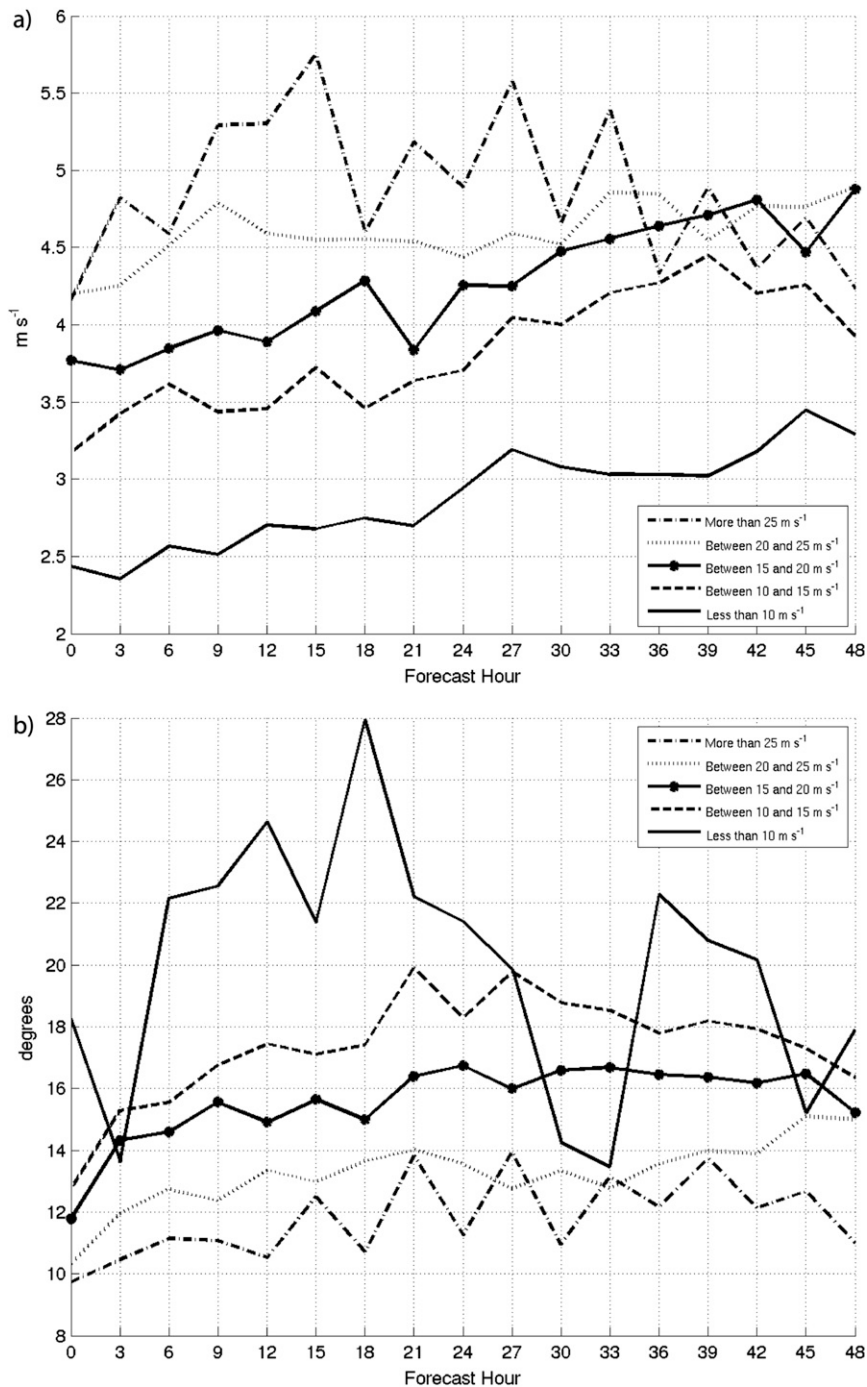 a)
6
5.5
5
4.5
4
3.5
3
2.5
2
m s⁻¹
More than 25 m s⁻¹
Between 20 and 25 m s⁻¹
Between 15 and 20 m s⁻¹
Between 10 and 15 m s⁻¹
Less than 10 m s⁻¹
0 3 6 9 12 15 18 21 24 27 30 33 36 39 42 45 48
Forecast Hour
b)
28
26
24
22
20
18
16
14
12
10
8
degrees
More than 25 m s⁻¹
Between 20 and 25 m s⁻¹
Between 15 and 20 m s⁻¹
Between 10 and 15 m s⁻¹
Less than 10 m s⁻¹
0 3 6 9 12 15 18 21 24 27 30 33 36 39 42 45 48
Forecast Hour